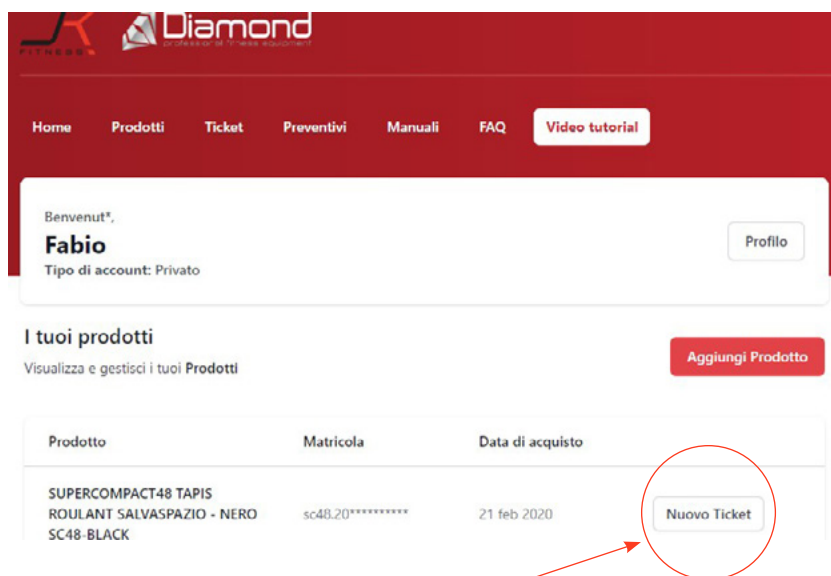 JK
FITNESS
Diamond
professional fitness equipment
Home Prodotti Ticket Preventivi Manuali FAQ Video tutorial
Benvenut*,
Fabio
Tipo di account: Privato
Profilo
I tuoi prodotti
Visualizza e gestisci i tuoi Prodotti
Aggiungi Prodotto
Prodotto Matricola Data di acquisto
SUPERCOMPACT48 TAPIS
ROULANT SALVASPAZIO - NERO
SC48-BLACK
sc48.20**********
21 feb 2020
Nuovo Ticket